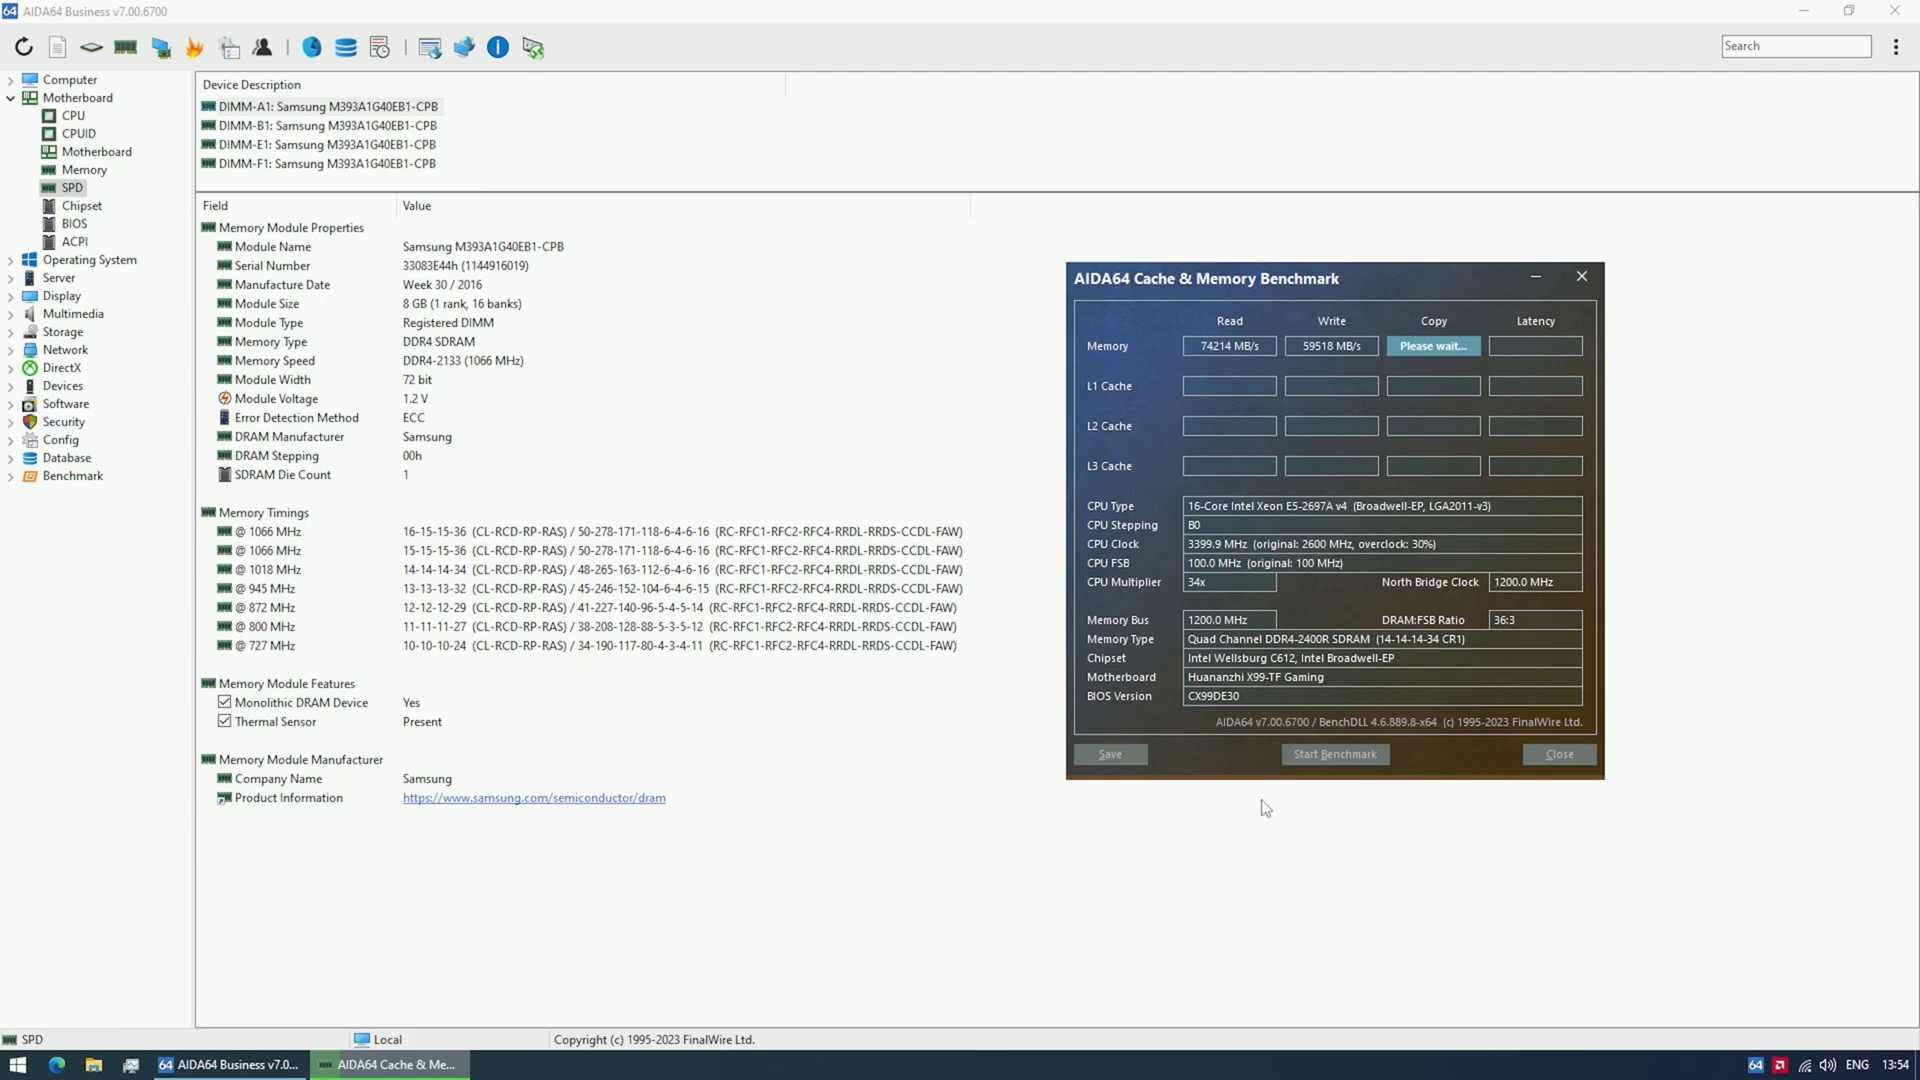 64 AIDA64 Business v7.00.6700
Search
Computer
Motherboard
CPU
CPUID
Motherboard
Memory
SPD
Chipset
BIOS
ACPI
Operating System
Server
Display
Multimedia
Storage
Network
DirectX
Devices
Software
Security
Config
Database
Benchmark
Device Description
DIMM-A1: Samsung M393A1G40EB1-CPB
DIMM-B1: Samsung M393A1G40EB1-CPB
DIMM-E1: Samsung M393A1G40EB1-CPB
DIMM-F1: Samsung M393A1G40EB1-CPB
Field Value
Memory Module Properties
Module Name Samsung M393A1G40EB1-CPB
Serial Number 33083E44h (1144916019)
Manufacture Date Week 30 / 2016
Module Size 8 GB (1 rank, 16 banks)
Module Type Registered DIMM
Memory Type DDR4 SDRAM
Memory Speed DDR4-2133 (1066 MHz)
Module Width 72 bit
Module Voltage 1.2 V
Error Detection Method ECC
DRAM Manufacturer Samsung
DRAM Stepping 00h
SDRAM Die Count 1
Memory Timings
@ 1066 MHz 16-15-15-36 (CL-RCD-RP-RAS) / 50-278-171-118-6-4-6-16 (RC-RFC1-RFC2-RFC4-RRDL-RRDS-CCDL-FAW)
@ 1066 MHz 15-15-15-36 (CL-RCD-RP-RAS) / 50-278-171-118-6-4-6-16 (RC-RFC1-RFC2-RFC4-RRDL-RRDS-CCDL-FAW)
@ 1018 MHz 14-14-14-34 (CL-RCD-RP-RAS) / 48-265-163-112-6-4-6-16 (RC-RFC1-RFC2-RFC4-RRDL-RRDS-CCDL-FAW)
@ 945 MHz 13-13-13-32 (CL-RCD-RP-RAS) / 45-246-152-104-6-4-6-15 (RC-RFC1-RFC2-RFC4-RRDL-RRDS-CCDL-FAW)
@ 872 MHz 12-12-12-29 (CL-RCD-RP-RAS) / 41-227-140-96-5-4-5-14 (RC-RFC1-RFC2-RFC4-RRDL-RRDS-CCDL-FAW)
@ 800 MHz 11-11-11-27 (CL-RCD-RP-RAS) / 38-208-128-88-5-3-5-12 (RC-RFC1-RFC2-RFC4-RRDL-RRDS-CCDL-FAW)
@ 727 MHz 10-10-10-24 (CL-RCD-RP-RAS) / 34-190-117-80-4-3-4-11 (RC-RFC1-RFC2-RFC4-RRDL-RRDS-CCDL-FAW)
Memory Module Features
Monolithic DRAM Device Yes
Thermal Sensor Present
Memory Module Manufacturer
Company Name Samsung
Product Information https://www.samsung.com/semiconductor/dram
AIDA64 Cache & Memory Benchmark
Read Write Copy Latency
Memory 74214 MB/s 59518 MB/s Please wait...
L1 Cache
L2 Cache
L3 Cache
CPU Type 16-Core Intel Xeon E5-2697A v4 (Broadwell-EP, LGA2011-v3)
CPU Stepping B0
CPU Clock 3399.9 MHz (original: 2600 MHz, overclock: 30%)
CPU FSB 100.0 MHz (original: 100 MHz)
CPU Multiplier 34x North Bridge Clock 1200.0 MHz
Memory Bus 1200.0 MHz DRAM:FSB Ratio 36:3
Memory Type Quad Channel DDR4-2400R SDRAM (14-14-14-34 CR1)
Chipset Intel Wellsburg C612, Intel Broadwell-EP
Motherboard Huananzhi X99-TF Gaming
BIOS Version CX99DE30
AIDA64 v7.00.6700 / BenchDLL 4.6.889.8-x64 (c) 1995-2023 FinalWire Ltd.
Save Start Benchmark Close
SPD Local Copyright (c) 1995-2023 FinalWire Ltd.
64 AIDA64 Business v7.0... AIDA64 Cache & Me... 64 ENG 13:54